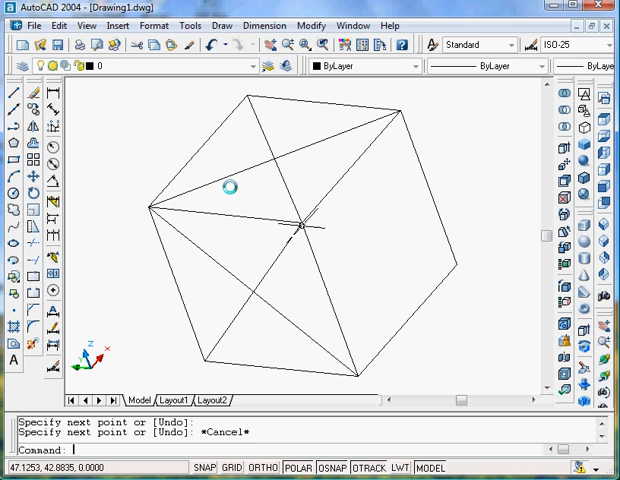 AutoCAD 2004 - [Drawing1.dwg]
File Edit View Insert Format Tools Draw Dimension Modify Window Help
Standard ISO-25
0 ByLayer ByLayer ByLayer
Z
X
Model Layout1 Layout2
Specify next point or [Undo]:
Specify next point or [Undo]: *Cancel*
Command:
47.1253, 42.8835, 0.0000 SNAP GRID ORTHO POLAR OSNAP OTRACK LWT MODEL